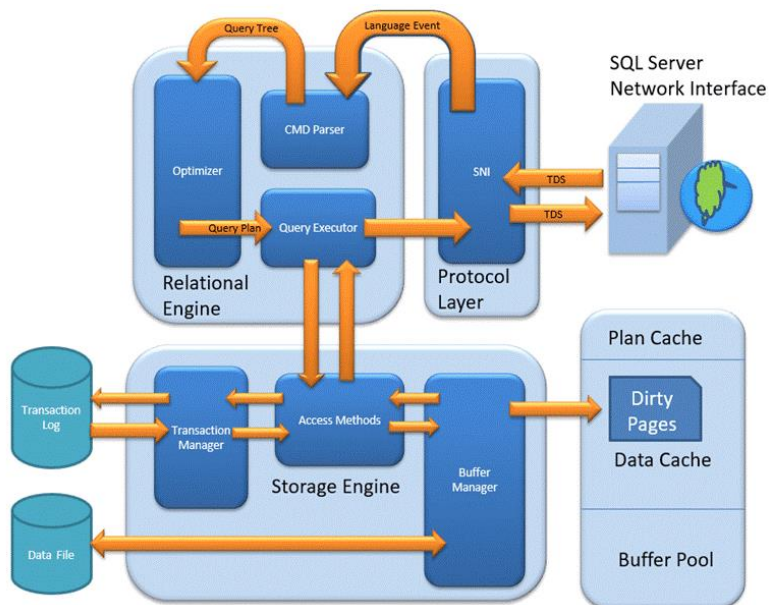 Query Tree
Language Event
SQL Server
Network Interface
CMD Parser
Optimizer
SNI
TDS
TDS
Query Plan
Query Executor
Relational
Engine
Protocol
Layer
Plan Cache
Transaction
Log
Transaction
Manager
Access Methods
Dirty
Pages
Data Cache
Storage Engine
Buffer
Manager
Data File
Buffer Pool